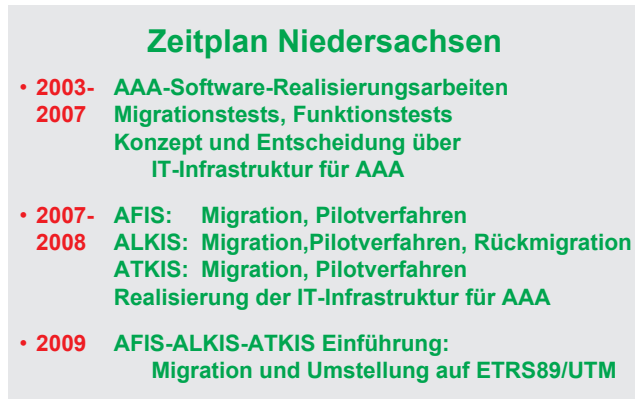 Zeitplan Niedersachsen
• 2003- AAA-Software-Realisierungsarbeiten
2007 Migrationstests, Funktionstests
Konzept und Entscheidung über
IT-Infrastruktur für AAA
• 2007- AFIS: Migration, Pilotverfahren
2008 ALKIS: Migration,Pilotverfahren, Rückmigration
ATKIS: Migration, Pilotverfahren
Realisierung der IT-Infrastruktur für AAA
• 2009 AFIS-ALKIS-ATKIS Einführung:
Migration und Umstellung auf ETRS89/UTM